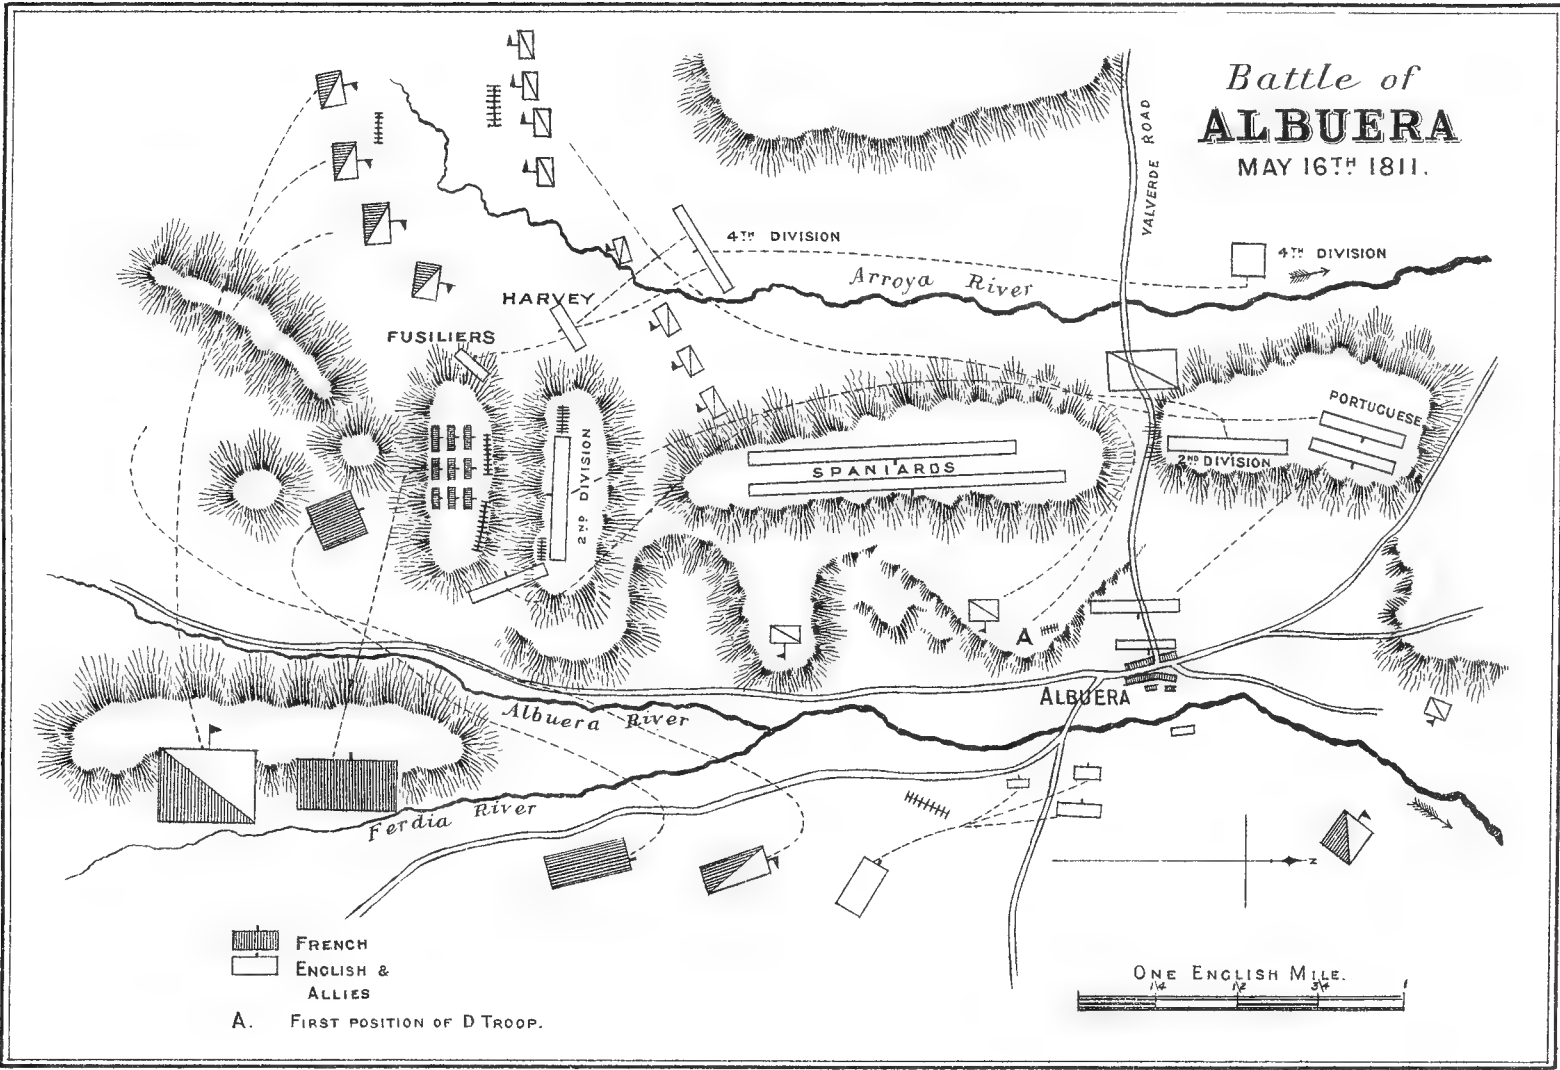 Battle of
ALBUERA
MAY 16TH 1811.
VALVERDE ROAD
4TH DIVISION
4TH DIVISION
Arroya River
HARVEY
FUSILIERS
PORTUGUESE
2ND DIVISION
SPANIARDS
2ND DIVISION
A
ALBUERA
Albuera River
Ferdia River
N
FRENCH
ENGLISH &
ALLIES
A. FIRST POSITION OF D TROOP.
ONE ENGLISH MILE.
1/4 1/2 3/4 1